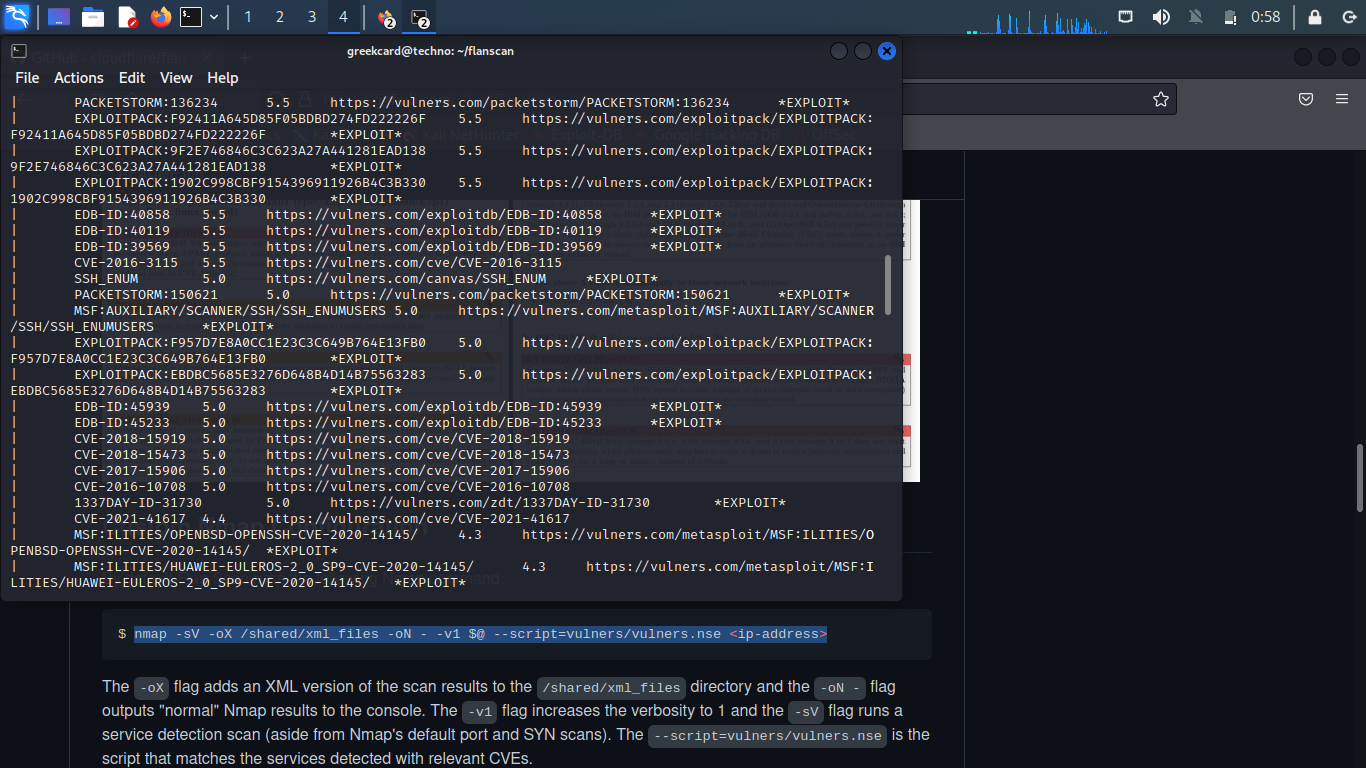 1 2 3 4 2 2 0:58
greekcard@techno: ~/flanscan
File Actions Edit View Help
| PACKETSTORM:136234 5.5 https://vulners.com/packetstorm/PACKETSTORM:136234 *EXPLOIT*
| EXPLOITPACK:F92411A645D85F05BDBD274FD222226F 5.5 https://vulners.com/exploitpack/EXPLOITPACK:
F92411A645D85F05BDBD274FD222226F *EXPLOIT*
| EXPLOITPACK:9F2E746846C3C623A27A441281EAD138 5.5 https://vulners.com/exploitpack/EXPLOITPACK:
9F2E746846C3C623A27A441281EAD138 *EXPLOIT*
| EXPLOITPACK:1902C998CBF9154396911926B4C3B330 5.5 https://vulners.com/exploitpack/EXPLOITPACK:
1902C998CBF9154396911926B4C3B330 *EXPLOIT*
| EDB-ID:40858 5.5 https://vulners.com/exploitdb/EDB-ID:40858 *EXPLOIT*
| EDB-ID:40119 5.5 https://vulners.com/exploitdb/EDB-ID:40119 *EXPLOIT*
| EDB-ID:39569 5.5 https://vulners.com/exploitdb/EDB-ID:39569 *EXPLOIT*
| CVE-2016-3115 5.5 https://vulners.com/cve/CVE-2016-3115
| SSH_ENUM 5.0 https://vulners.com/canvas/SSH_ENUM *EXPLOIT*
| PACKETSTORM:150621 5.0 https://vulners.com/packetstorm/PACKETSTORM:150621 *EXPLOIT*
| MSF:AUXILIARY/SCANNER/SSH/SSH_ENUMUSERS 5.0 https://vulners.com/metasploit/MSF:AUXILIARY/SCANNER
/SSH/SSH_ENUMUSERS *EXPLOIT*
| EXPLOITPACK:F957D7E8A0CC1E23C3C649B764E13FB0 5.0 https://vulners.com/exploitpack/EXPLOITPACK:
F957D7E8A0CC1E23C3C649B764E13FB0 *EXPLOIT*
| EXPLOITPACK:EBDBC5685E3276D648B4D14B75563283 5.0 https://vulners.com/exploitpack/EXPLOITPACK:
EBDBC5685E3276D648B4D14B75563283 *EXPLOIT*
| EDB-ID:45939 5.0 https://vulners.com/exploitdb/EDB-ID:45939 *EXPLOIT*
| EDB-ID:45233 5.0 https://vulners.com/exploitdb/EDB-ID:45233 *EXPLOIT*
| CVE-2018-15919 5.0 https://vulners.com/cve/CVE-2018-15919
| CVE-2018-15473 5.0 https://vulners.com/cve/CVE-2018-15473
| CVE-2017-15906 5.0 https://vulners.com/cve/CVE-2017-15906
| CVE-2016-10708 5.0 https://vulners.com/cve/CVE-2016-10708
| 1337DAY-ID-31730 5.0 https://vulners.com/zdt/1337DAY-ID-31730 *EXPLOIT*
| CVE-2021-41617 4.4 https://vulners.com/cve/CVE-2021-41617
| MSF:ILITIES/OPENBSD-OPENSSH-CVE-2020-14145/ 4.3 https://vulners.com/metasploit/MSF:ILITIES/O
PENBSD-OPENSSH-CVE-2020-14145/ *EXPLOIT*
| MSF:ILITIES/HUAWEI-EULEROS-2_0_SP9-CVE-2020-14145/ 4.3 https://vulners.com/metasploit/MSF:I
LITIES/HUAWEI-EULEROS-2_0_SP9-CVE-2020-14145/ *EXPLOIT*
$ nmap -sV -oX /shared/xml_files -oN - -v1 $@ --script=vulners/vulners.nse <ip-address>
The -oX flag adds an XML version of the scan results to the /shared/xml_files directory and the -oN - flag
outputs "normal" Nmap results to the console. The -v1 flag increases the verbosity to 1 and the -sV flag runs a
service detection scan (aside from Nmap's default port and SYN scans). The --script=vulners/vulners.nse is the
script that matches the services detected with relevant CVEs.